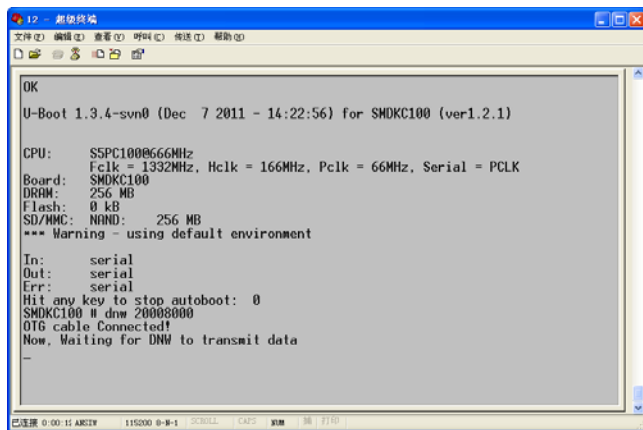 12 - 超级终端
文件(F) 编辑(E) 查看(V) 呼叫(C) 传送(T) 帮助(H)
OK
U-Boot 1.3.4-svn0 (Dec  7 2011 - 14:22:56) for SMDKC100 (ver1.2.1)
CPU:     S5PC100@666MHz
Fclk = 1332MHz, Hclk = 166MHz, Pclk = 66MHz, Serial = PCLK
Board:   SMDKC100
DRAM:    256 MB
Flash:   0 kB
SD/MMC:  NAND:    256 MB
*** Warning - using default environment
In:      serial
Out:     serial
Err:     serial
Hit any key to stop autoboot:  0
SMDKC100 # dnw 20008000
OTG cable Connected!
Now, Waiting for DNW to transmit data
_
已连接 0:00:15 ANSIW 115200 8-N-1 SCROLL CAPS NUM 捕 打印